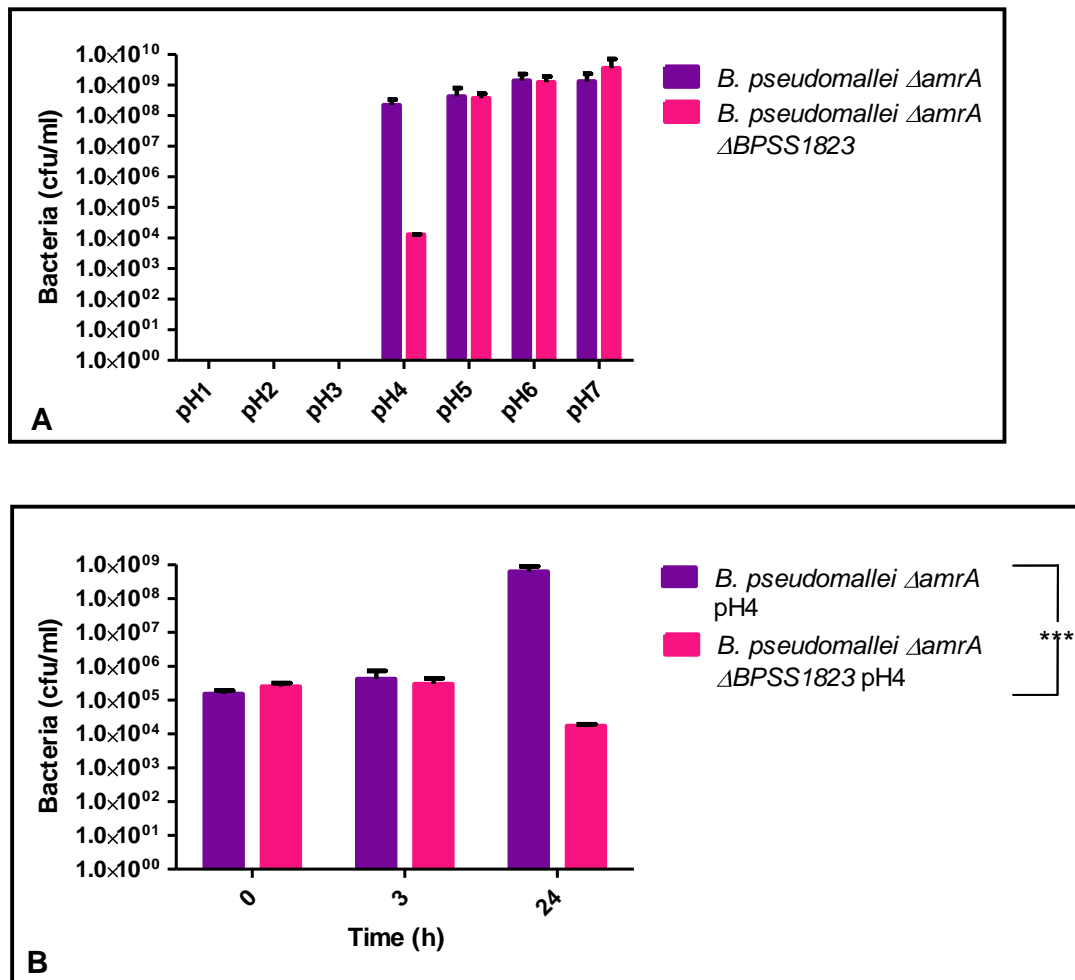 1.0×10¹⁰
1.0×10⁰⁹
1.0×10⁰⁸
1.0×10⁰⁷
1.0×10⁰⁶
1.0×10⁰⁵
1.0×10⁰⁴
1.0×10⁰³
1.0×10⁰²
1.0×10⁰¹
1.0×10⁰⁰
Bacteria (cfu/ml)
pH1 pH2 pH3 pH4 pH5 pH6 pH7
B. pseudomallei ΔamrA
B. pseudomallei ΔamrA
ΔBPSS1823
A
1.0×10⁰⁹
1.0×10⁰⁸
1.0×10⁰⁷
1.0×10⁰⁶
1.0×10⁰⁵
1.0×10⁰⁴
1.0×10⁰³
1.0×10⁰²
1.0×10⁰¹
1.0×10⁰⁰
Bacteria (cfu/ml)
0 3 24
Time (h)
B. pseudomallei ΔamrA
pH4
B. pseudomallei ΔamrA
ΔBPSS1823 pH4
***
B